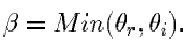 β = Min(θ_r, θ_i).